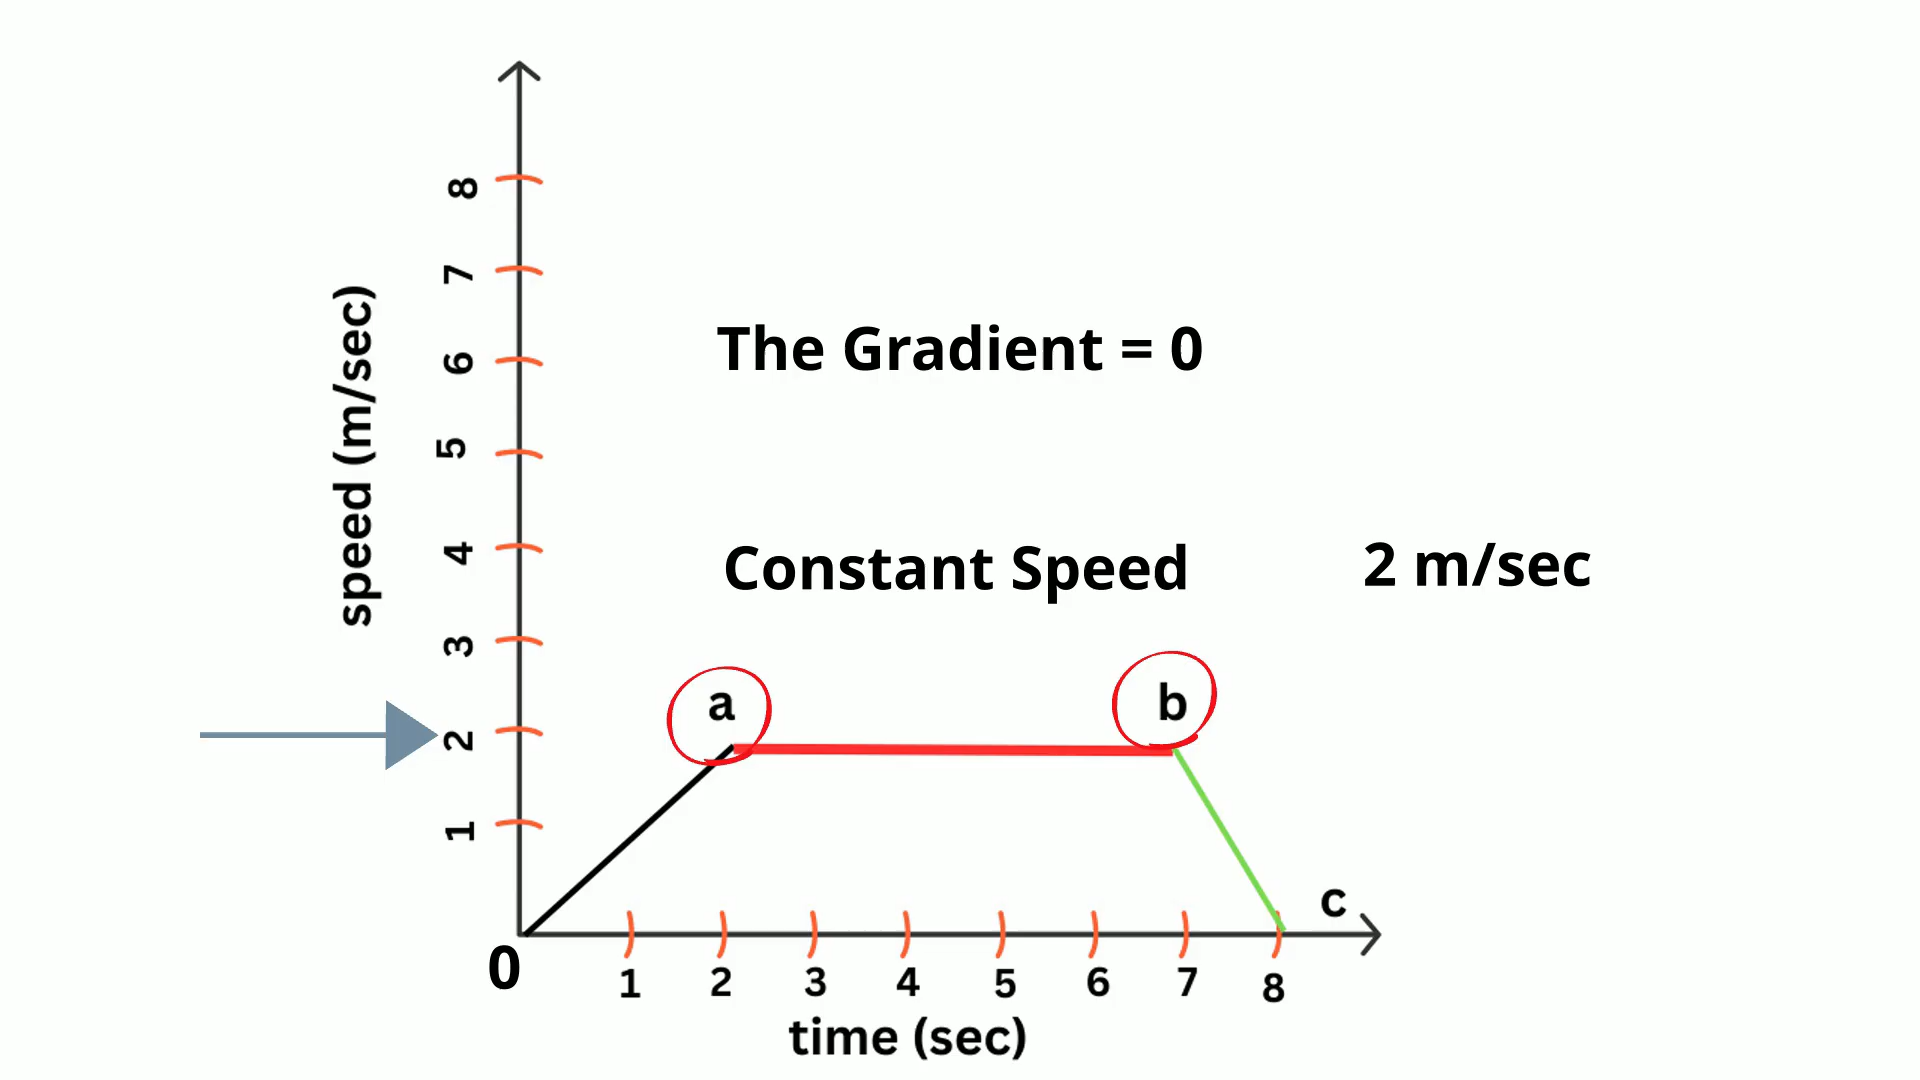 8
7
6
5
4
3
2
1
0
speed (m/sec)
The Gradient = 0
Constant Speed
2 m/sec
a
b
c
1 2 3 4 5 6 7 8
time (sec)